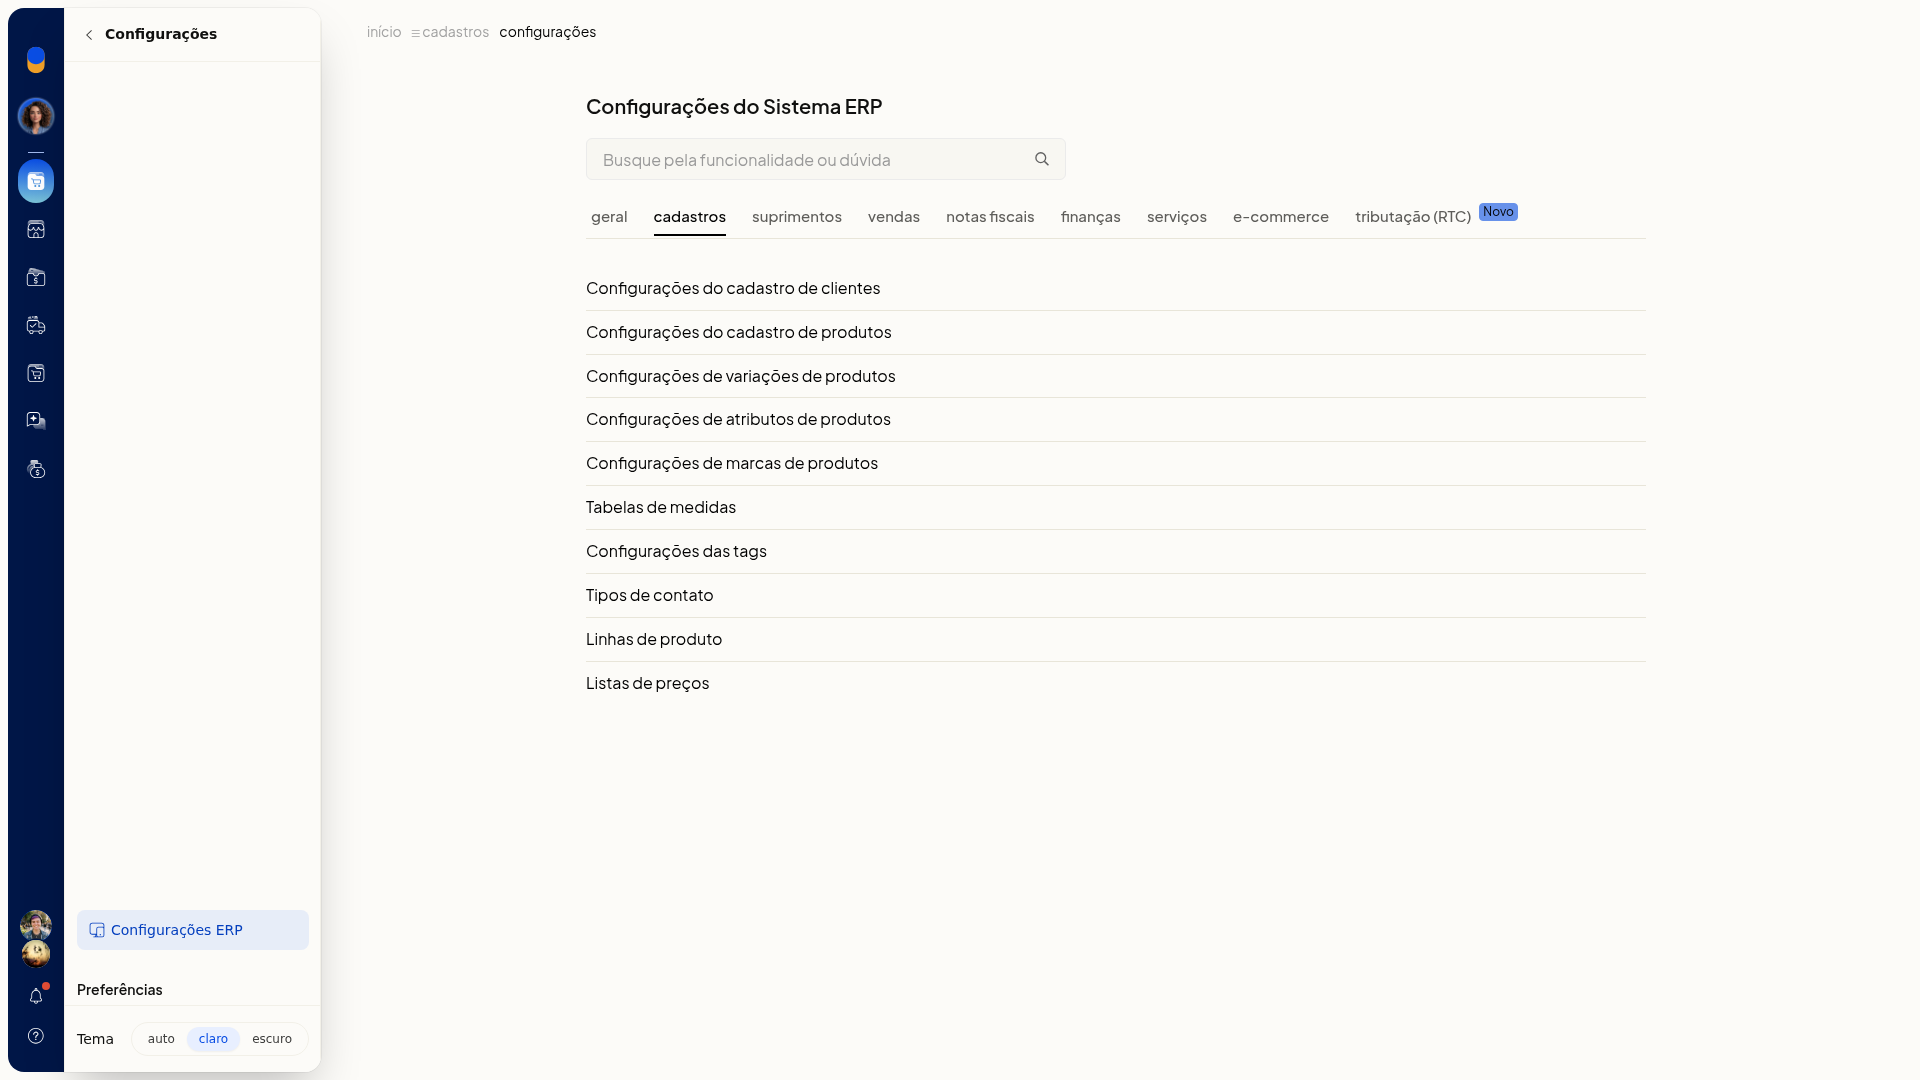 Configurações
início cadastros configurações
Configurações do Sistema ERP
Busque pela funcionalidade ou dúvida
geral cadastros suprimentos vendas notas fiscais finanças serviços e-commerce tributação (RTC) Novo
Configurações do cadastro de clientes
Configurações do cadastro de produtos
Configurações de variações de produtos
Configurações de atributos de produtos
Configurações de marcas de produtos
Tabelas de medidas
Configurações das tags
Tipos de contato
Linhas de produto
Listas de preços
Configurações ERP
Preferências
Tema auto claro escuro